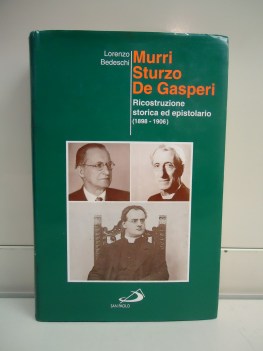 Lorenzo
Bedeschi
Murri
Sturzo
De Gasperi
Ricostruzione
storica ed epistolario
(1898 - 1906)
SAN PAOLO